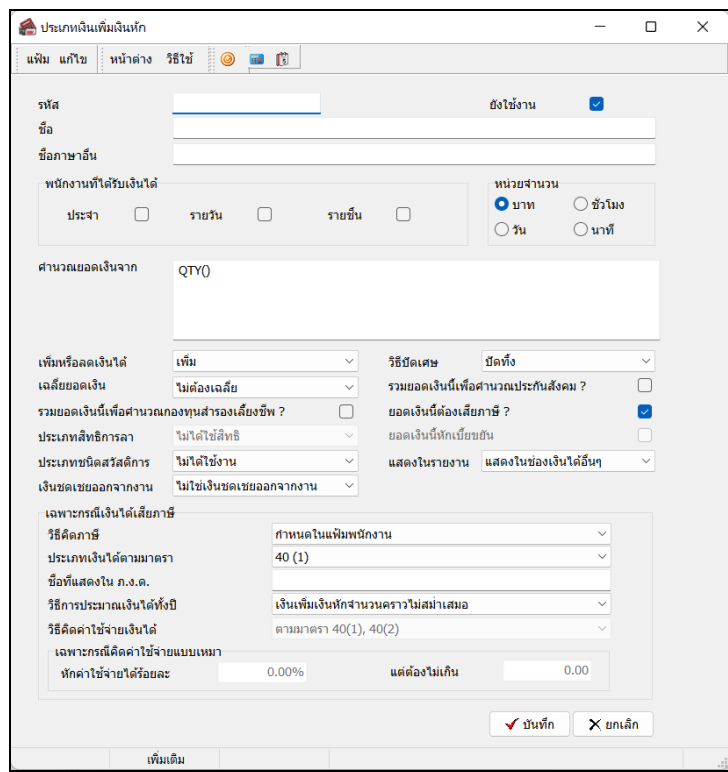 ประเภทเงินเพิ่มเงินหัก
แฟ้ม แก้ไข หน้าต่าง วิธีใช้
รหัส ยังใช้งาน
ชื่อ
ชื่อภาษาอื่น
พนักงานที่ได้รับเงินได้ หน่วยจำนวน
ประจำ รายวัน รายชิ้น บาท ชั่วโมง
วัน นาที
คำนวณยอดเงินจาก QTY()
เพิ่มหรือลดเงินได้ เพิ่ม วิธีปัดเศษ ปัดทิ้ง
เฉลี่ยยอดเงิน ไม่ต้องเฉลี่ย รวมยอดเงินนี้เพื่อคำนวณประกันสังคม ?
รวมยอดเงินนี้เพื่อคำนวณกองทุนสำรองเลี้ยงชีพ ? ยอดเงินนี้ต้องเสียภาษี ?
ประเภทสิทธิการลา ไม่ได้ใช้สิทธิ ยอดเงินนี้หักเบี้ยขยัน
ประเภทชนิดสวัสดิการ ไม่ได้ใช้งาน แสดงในรายงาน แสดงในช่องเงินได้อื่นๆ
เงินชดเชยออกจากงาน ไม่ใช่เงินชดเชยออกจากงาน
เฉพาะกรณีเงินได้เสียภาษี
วิธีคิดภาษี กำหนดในแฟ้มพนักงาน
ประเภทเงินได้ตามมาตรา 40 (1)
ชื่อที่แสดงใน ภ.ง.ด.
วิธีการประมาณเงินได้ทั้งปี เงินเพิ่มเงินหักจำนวนคราวไม่สม่ำเสมอ
วิธีคิดค่าใช้จ่ายเงินได้ ตามมาตรา 40(1), 40(2)
เฉพาะกรณีคิดค่าใช้จ่ายแบบเหมา
หักค่าใช้จ่ายได้ร้อยละ 0.00% แต่ต้องไม่เกิน 0.00
บันทึก ยกเลิก
เพิ่มเติม